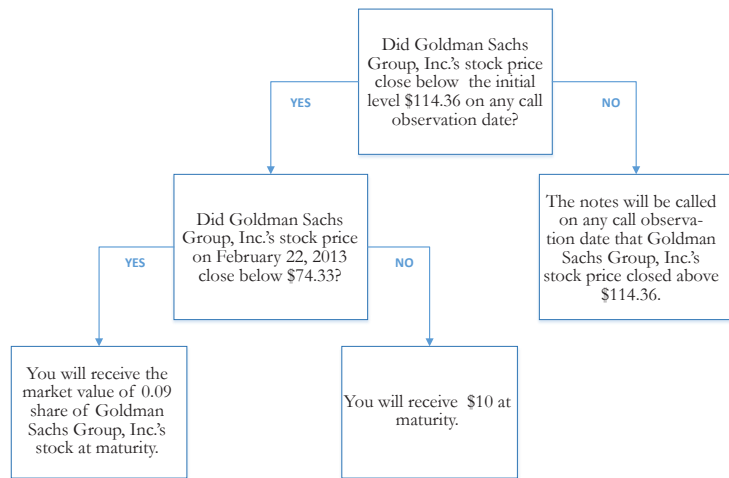 Did Goldman Sachs
Group, Inc.'s stock price
close below the initial
level $114.36 on any call
observation date?
YES
NO
Did Goldman Sachs
Group, Inc.'s stock price
on February 22, 2013
close below $74.33?
The notes will be called
on any call observa-
tion date that Goldman
Sachs Group, Inc.'s
stock price closed above
$114.36.
YES
NO
You will receive the
market value of 0.09
share of Goldman
Sachs Group, Inc.'s
stock at maturity.
You will receive $10 at
maturity.